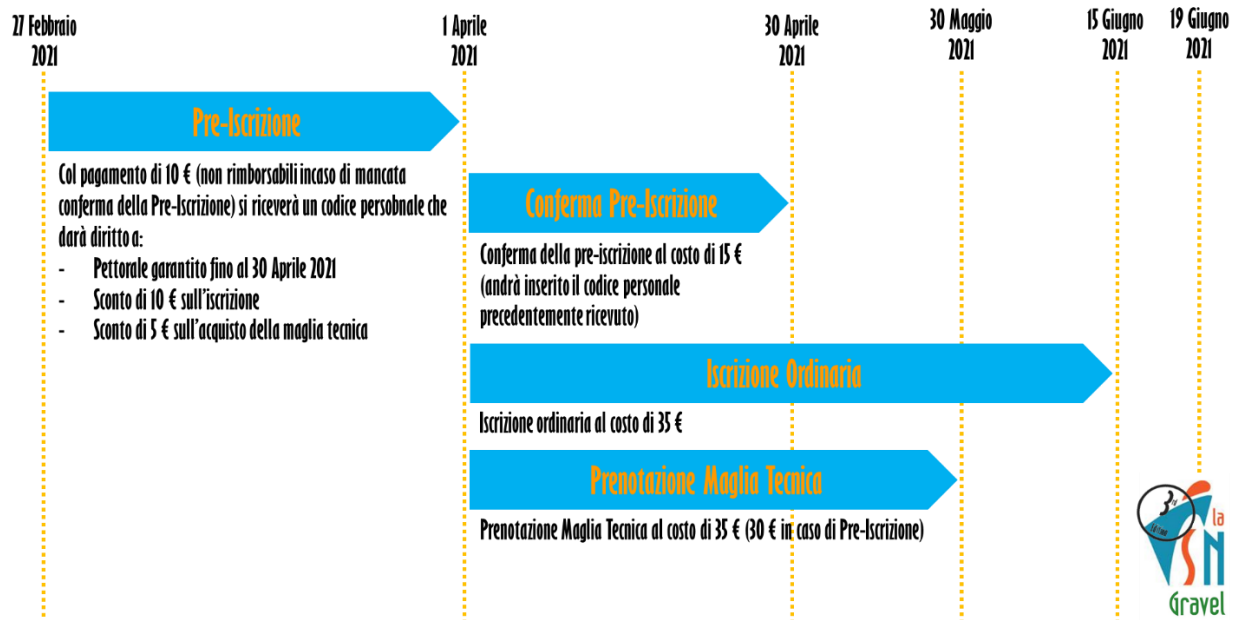 27 Febbraio
2021
1 Aprile
2021
30 Aprile
2021
30 Maggio
2021
15 Giugno
2021
19 Giugno
2021
Pre-Iscrizione
Col pagamento di 10 € (non rimborsabili incaso di mancata
conferma della Pre-Iscrizione) si riceverà un codice persobnale che
darà diritto a:
- Pettorale garantito fino al 30 Aprile 2021
- Sconto di 10 € sull'iscrizione
- Sconto di 5 € sull'acquisto della maglia tecnica
Conferma Pre-Iscrizione
Conferma della pre-iscrizione al costo di 15 €
(andrà inserito il codice personale
precedentemente ricevuto)
Iscrizione Ordinaria
Iscrizione ordinaria al costo di 35 €
Prenotazione Maglia Tecnica
Prenotazione Maglia Tecnica al costo di 35 € (30 € in caso di Pre-Iscrizione)
3
la
SN
Gravel